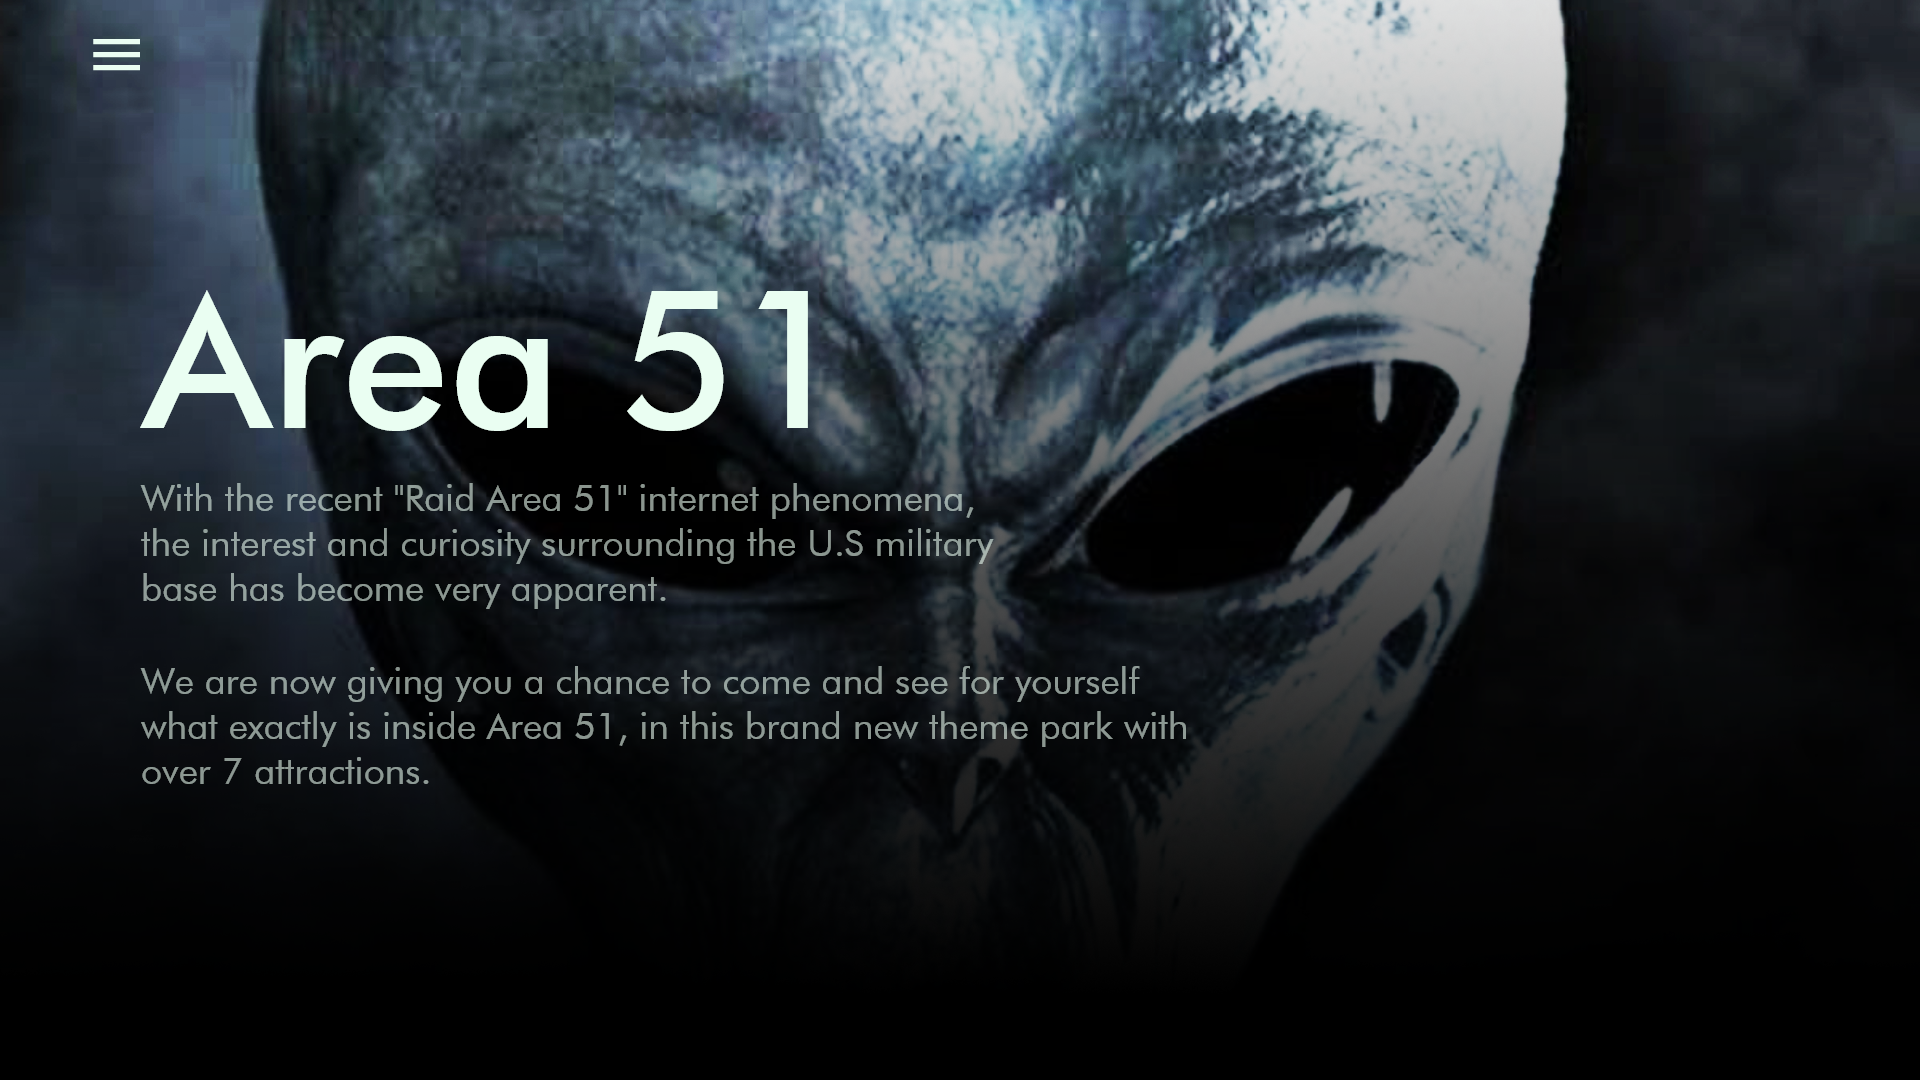 Area 51
With the recent "Raid Area 51" internet phenomena,
the interest and curiosity surrounding the U.S military
base has become very apparent.
We are now giving you a chance to come and see for yourself
what exactly is inside Area 51, in this brand new theme park with
over 7 attractions.